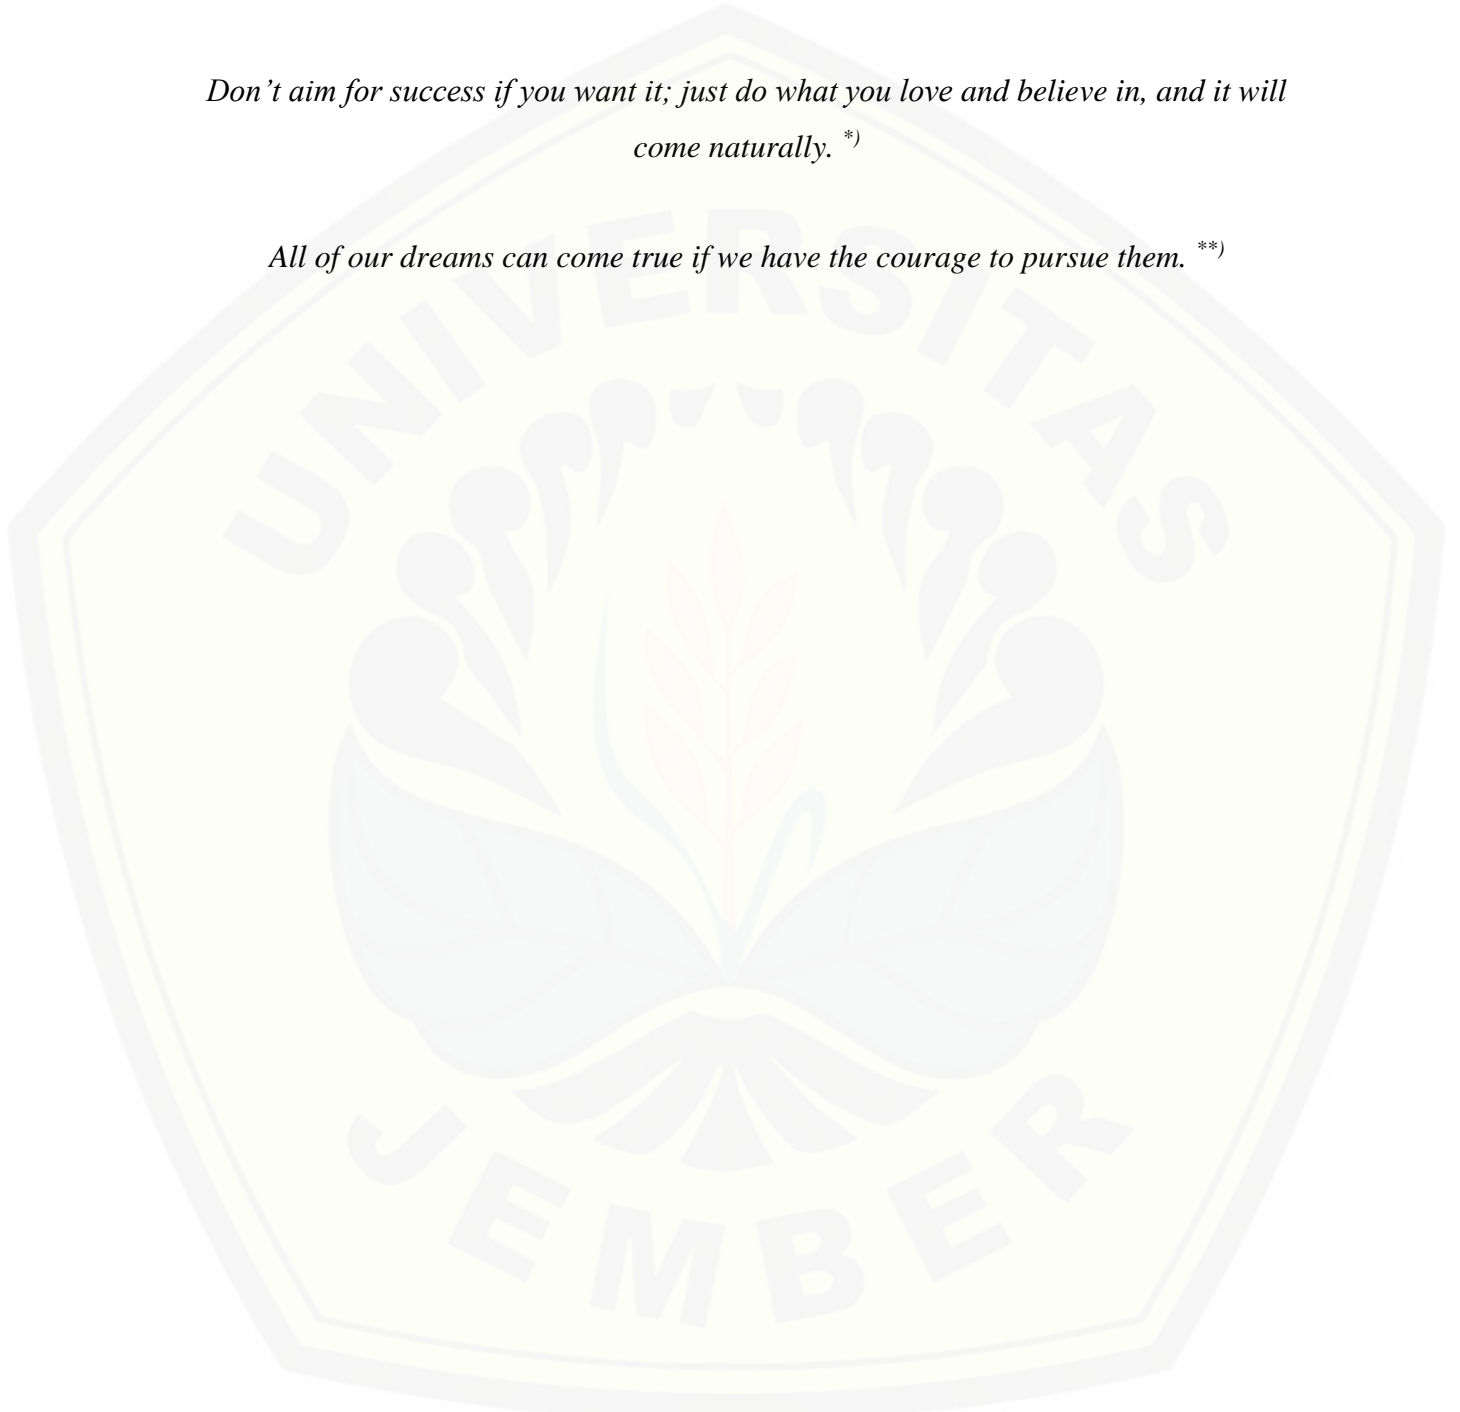 Don’t aim for success if you want it; just do what you love and believe in, and it will
come naturally. *)
All of our dreams can come true if we have the courage to pursue them. **)
UNIVERSITAS
JEMBER